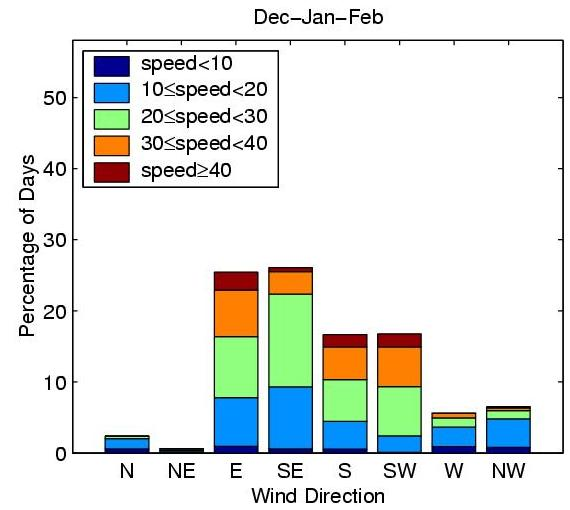 Dec−Jan−Feb
speed<10
10≤speed<20
20≤speed<30
30≤speed<40
speed≥40
Percentage of Days
50
40
30
20
10
0
N NE E SE S SW W NW
Wind Direction